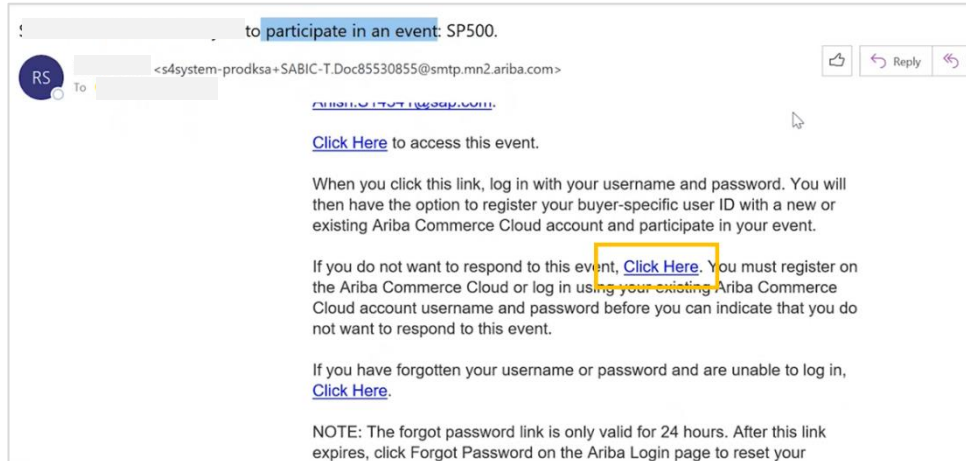 to participate in an event: SP500.
RS
<s4system-prodksa+SABIC-T.Doc85530855@smtp.mn2.ariba.com>
Reply
To
Click Here to access this event.
When you click this link, log in with your username and password. You will
then have the option to register your buyer-specific user ID with a new or
existing Ariba Commerce Cloud account and participate in your event.
If you do not want to respond to this event, Click Here. You must register on
the Ariba Commerce Cloud or log in using your existing Ariba Commerce
Cloud account username and password before you can indicate that you do
not want to respond to this event.
If you have forgotten your username or password and are unable to log in,
Click Here.
NOTE: The forgot password link is only valid for 24 hours. After this link
expires, click Forgot Password on the Ariba Login page to reset your